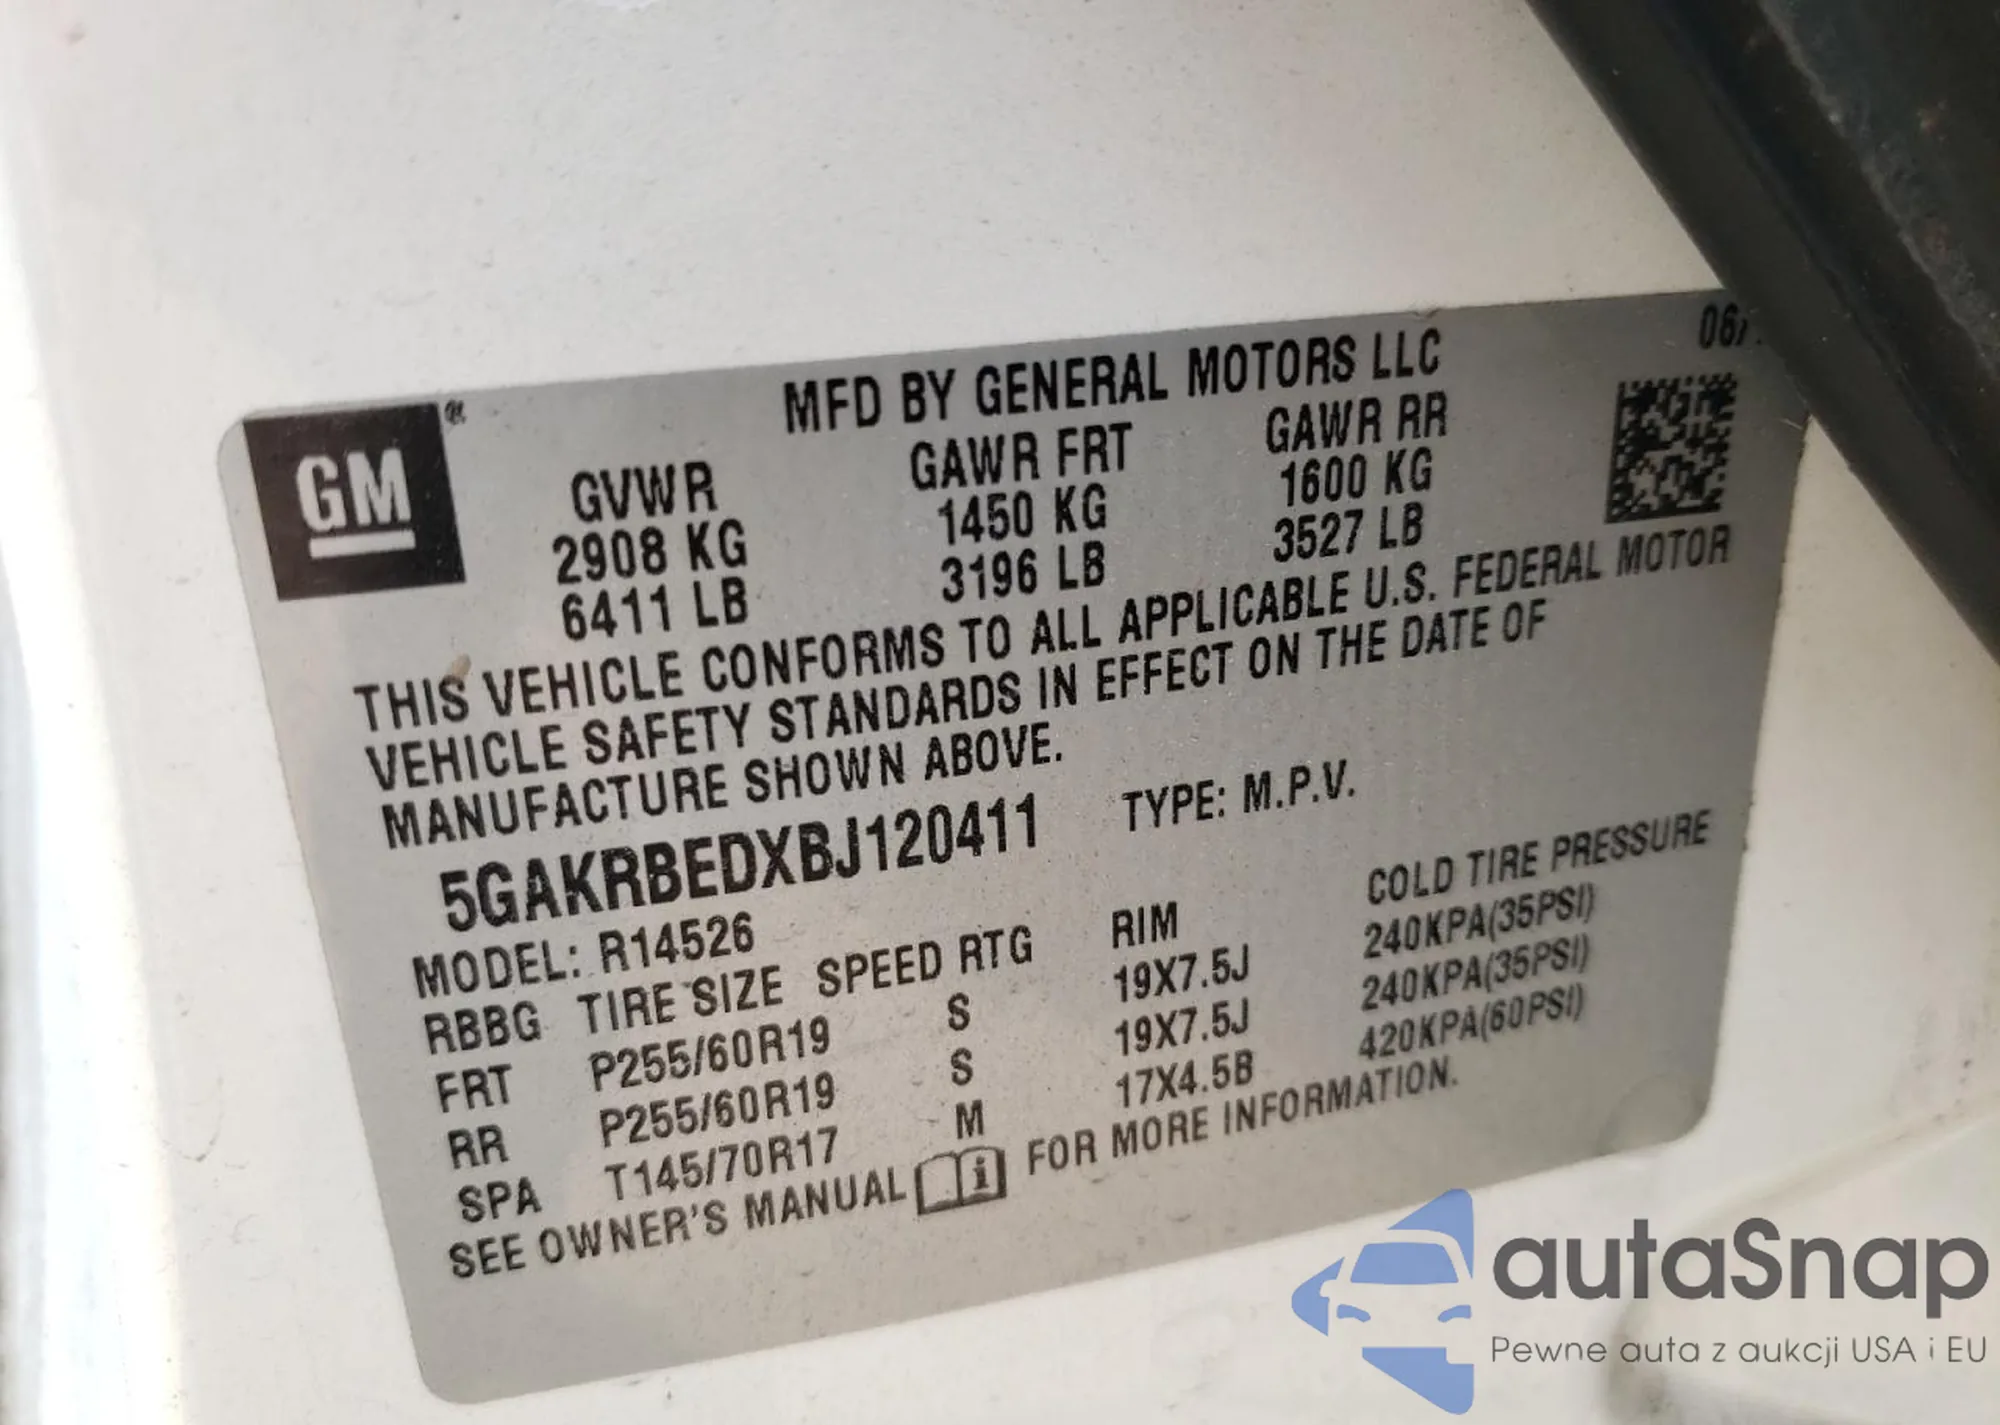 MFD BY GENERAL MOTORS LLC
06/
GM
GVWR GAWR FRT GAWR RR
2908 KG 1450 KG 1600 KG
6411 LB 3196 LB 3527 LB
THIS VEHICLE CONFORMS TO ALL APPLICABLE U.S. FEDERAL MOTOR
VEHICLE SAFETY STANDARDS IN EFFECT ON THE DATE OF
MANUFACTURE SHOWN ABOVE.
5GAKRBEDXBJ120411 TYPE: M.P.V.
MODEL: R14526
RBBG TIRE SIZE SPEED RTG RIM COLD TIRE PRESSURE
FRT P255/60R19 S 19X7.5J 240KPA(35PSI)
RR P255/60R19 S 19X7.5J 240KPA(35PSI)
SPA T145/70R17 M 17X4.5B 420KPA(60PSI)
SEE OWNER'S MANUAL i FOR MORE INFORMATION.
autaSnap
Pewne auta z aukcji USA i EU